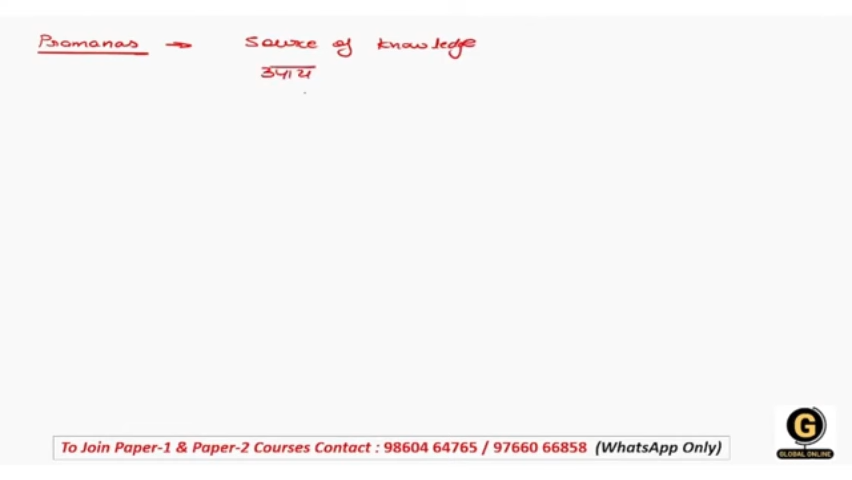 Pramanas → Source of knowledge
उपाय
To Join Paper-1 & Paper-2 Courses Contact : 98604 64765 / 97660 66858 (WhatsApp Only)
G
GLOBAL ONLINE